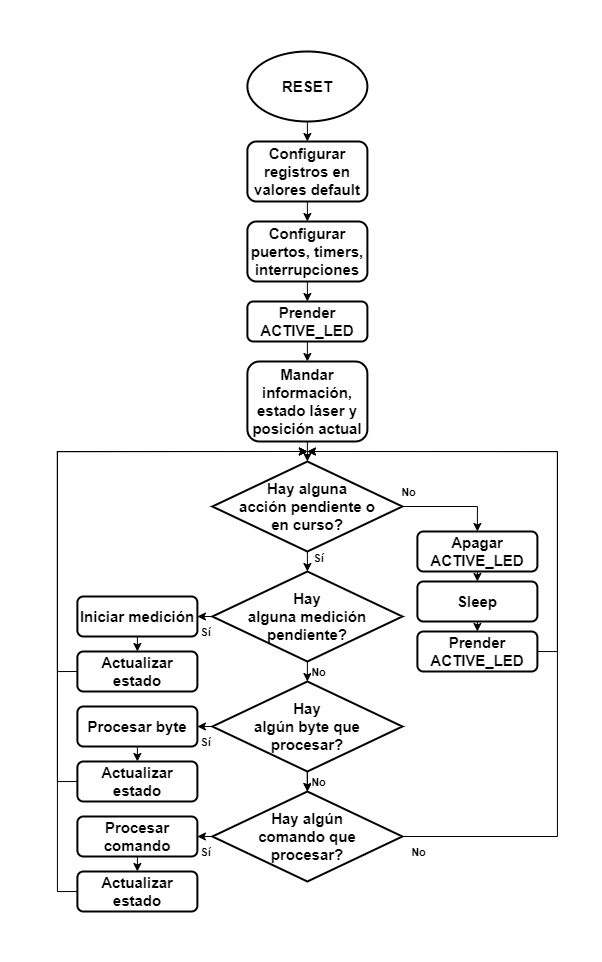 RESET
Configurar
registros en
valores default
Configurar
puertos, timers,
interrupciones
Prender
ACTIVE_LED
Mandar
información,
estado láser y
posición actual
Hay alguna
acción pendiente o
en curso?
No
Apagar
ACTIVE_LED
Sleep
Prender
ACTIVE_LED
Sí
Hay
alguna medición
pendiente?
Sí
Iniciar medición
Actualizar
estado
No
Hay
algún byte que
procesar?
Sí
Procesar byte
Actualizar
estado
No
Hay algún
comando que
procesar?
Sí
Procesar
comando
Actualizar
estado
No